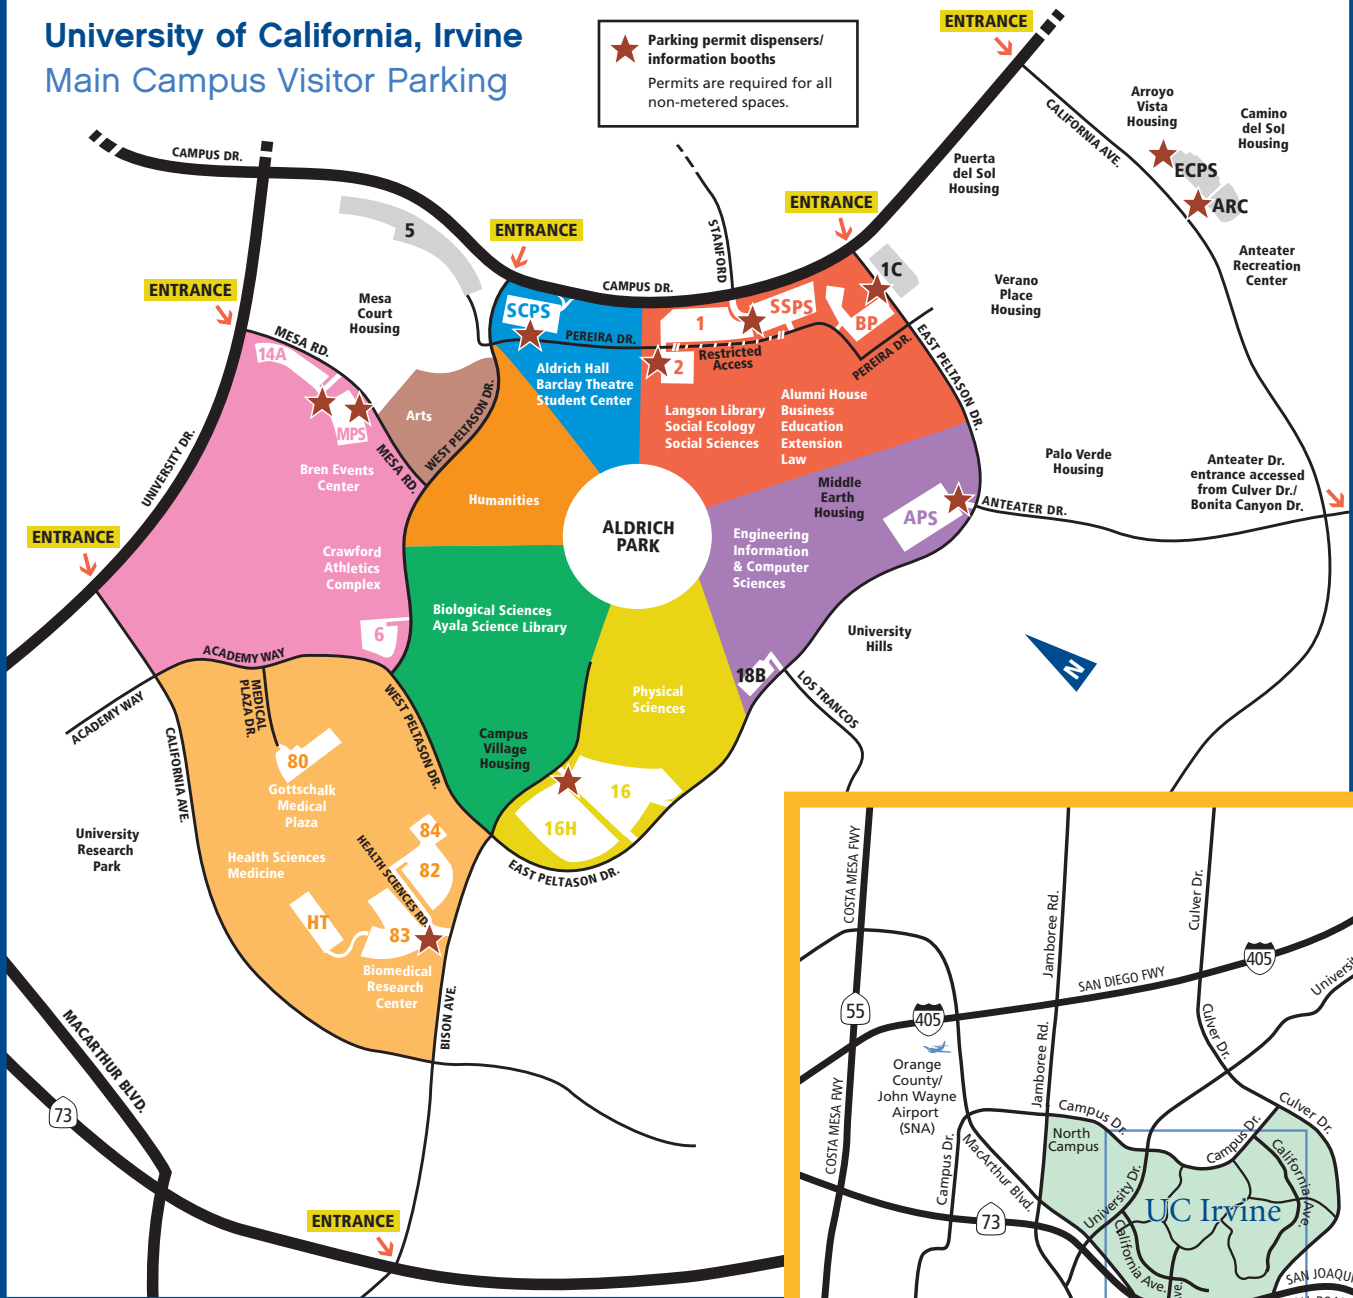 University of California, Irvine
Main Campus Visitor Parking
Parking permit dispensers/
information booths
Permits are required for all
non-metered spaces.
ENTRANCE
CAMPUS DR.
5
ENTRANCE
ENTRANCE
ENTRANCE
STANFORD
CALIFORNIA AVE.
Arroyo
Vista
Housing
Camino
del Sol
Housing
Puerta
del Sol
Housing
ECPS
ARC
Anteater
Recreation
Center
Verano
Place
Housing
1C
Mesa
Court
Housing
CAMPUS DR.
SCPS
PEREIRA DR.
1
SSPS
BP
2
Restricted
Access
PEREIRA DR.
EAST PELTASON DR.
MESA RD.
14A
MPS
Arts
MESA RD.
WEST PELTASON DR.
UNIVERSITY DR.
Aldrich Hall
Barclay Theatre
Student Center
Langson Library
Social Ecology
Social Sciences
Alumni House
Business
Education
Extension
Law
Bren Events
Center
Humanities
ALDRICH
PARK
Middle
Earth
Housing
APS
ANTEATER DR.
Palo Verde
Housing
Anteater Dr.
entrance accessed
from Culver Dr./
Bonita Canyon Dr.
ENTRANCE
Crawford
Athletics
Complex
Engineering
Information
& Computer
Sciences
Biological Sciences
Ayala Science Library
6
University
Hills
N
18B
LOS TRANCOS
Physical
Sciences
ACADEMY WAY
ACADEMY WAY
MEDICAL
PLAZA DR.
WEST PELTASON DR.
CALIFORNIA AVE.
Campus
Village
Housing
80
Gottschalk
Medical
Plaza
16
16H
EAST PELTASON DR.
University
Research
Park
Health Sciences
Medicine
84
82
HEALTH SCIENCES RD.
HT
83
Biomedical
Research
Center
BISON AVE.
MACARTHUR BLVD.
73
ENTRANCE
COSTA MESA FWY
Jamboree Rd.
Culver Dr.
405
SAN DIEGO FWY
55
405
Orange
County/
John Wayne
Airport
(SNA)
Culver Dr.
Jamboree Rd.
COSTA MESA FWY
Campus Dr.
Culver Dr.
North
Campus
Campus Dr.
MacArthur Blvd.
Campus Dr.
University Dr.
California Ave.
UC Irvine
73
California Ave.